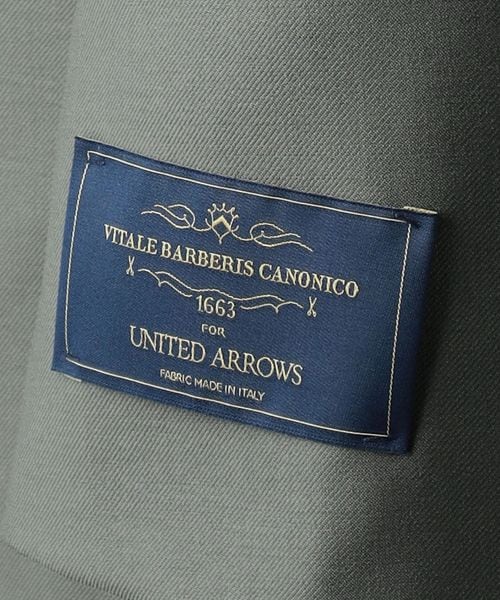 VITALE BARBERIS CANONICO
1663
FOR
UNITED ARROWS
FABRIC MADE IN ITALY